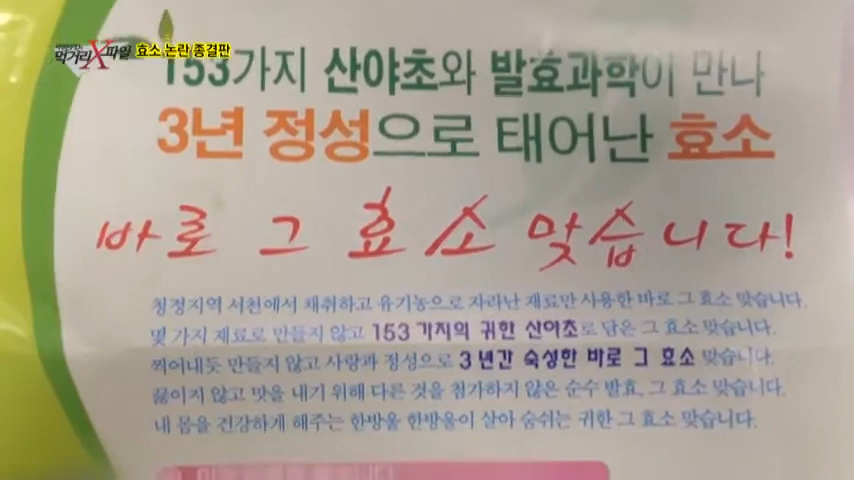 먹거리X파일 효소 논란 종결판
153가지 산야초와 발효과학이 만나
3년 정성으로 태어난 효소
바로 그 효소 맞습니다!
청정지역 서천에서 채취하고 유기농으로 자라난 재료만 사용한 바로 그 효소 맞습니다.
몇 가지 재료로 만들지 않고 153 가지의 귀한 산야초로 담은 그 효소 맞습니다.
찍어내듯 만들지 않고 사랑과 정성으로 3년간 숙성한 바로 그 효소 맞습니다.
끓이지 않고 맛을 내기 위해 다른 것을 첨가하지 않은 순수 발효, 그 효소 맞습니다.
내 몸을 건강하게 해주는 한방울 한방울이 살아 숨쉬는 귀한 그 효소 맞습니다.